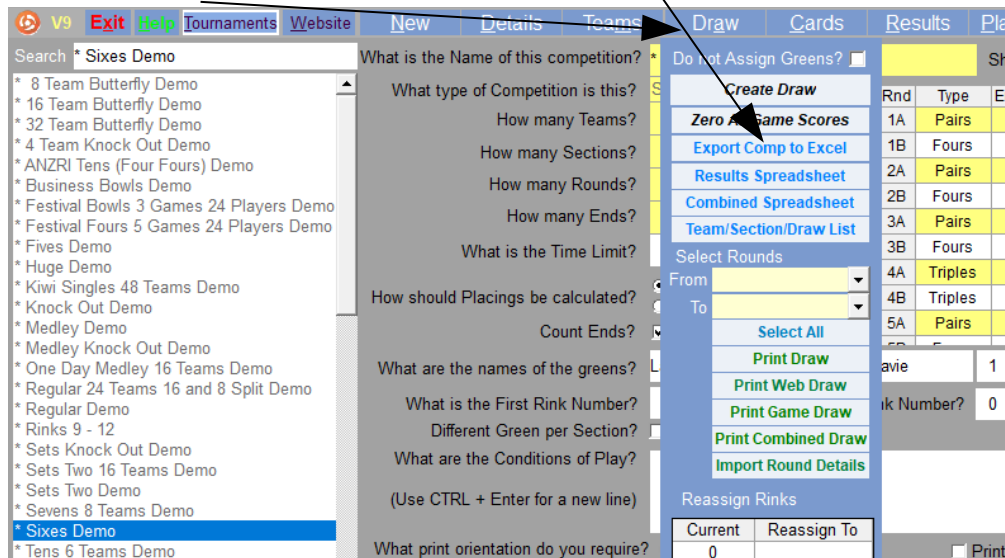 V9 Exit Help Tournaments Website New Details Teams Draw Cards Results Pla
Search * Sixes Demo
* 8 Team Butterfly Demo
* 16 Team Butterfly Demo
* 32 Team Butterfly Demo
* 4 Team Knock Out Demo
* ANZRI Tens (Four Fours) Demo
* Business Bowls Demo
* Festival Bowls 3 Games 24 Players Demo
* Festival Fours 5 Games 24 Players Demo
* Fives Demo
* Huge Demo
* Kiwi Singles 48 Teams Demo
* Knock Out Demo
* Medley Demo
* Medley Knock Out Demo
* One Day Medley 16 Teams Demo
* Regular 24 Teams 16 and 8 Split Demo
* Regular Demo
* Rinks 9 - 12
* Sets Knock Out Demo
* Sets Two 16 Teams Demo
* Sets Two Demo
* Sevens 8 Teams Demo
* Sixes Demo
* Tens 6 Teams Demo
What is the Name of this competition? *
What type of Competition is this? S
How many Teams?
How many Sections?
How many Rounds?
How many Ends?
What is the Time Limit?
How should Placings be calculated?
Count Ends?
What are the names of the greens?
What is the First Rink Number?
Different Green per Section?
What are the Conditions of Play?
(Use CTRL + Enter for a new line)
What print orientation do you require?
Do not Assign Greens?
Create Draw
Zero All Game Scores
Export Comp to Excel
Results Spreadsheet
Combined Spreadsheet
Team/Section/Draw List
Select Rounds
From
To
Select All
Print Draw
Print Web Draw
Print Game Draw
Print Combined Draw
Import Round Details
Reassign Rinks
Current Reassign To
0
Sh
Rnd Type E
1A Pairs
1B Fours
2A Pairs
2B Fours
3A Pairs
3B Fours
4A Triples
4B Triples
5A Pairs
avie 1
nk Number? 0
Print